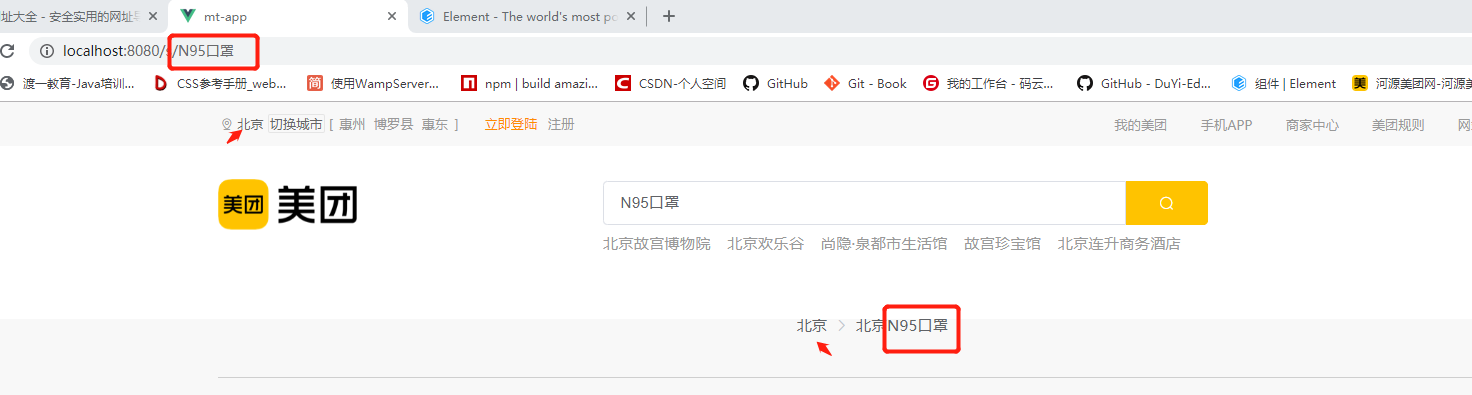 址大全 - 安全实用的网址导 mt-app Element - The world's most po
localhost:8080/s/N95口罩
渡一教育-Java培训... CSS参考手册_web... 简 使用WampServer... npm | build amazi... CSDN-个人空间 GitHub Git - Book 我的工作台 - 码云... GitHub - DuYi-Ed... 组件 | Element 美 河源美团网-河源美
北京 切换城市 [ 惠州 博罗县 惠东 ] 立即登陆 注册 我的美团 手机APP 商家中心 美团规则 网
美团 美团 N95口罩
北京故宫博物院 北京欢乐谷 尚隐·泉都市生活馆 故宫珍宝馆 北京连升商务酒店
北京 > 北京N95口罩